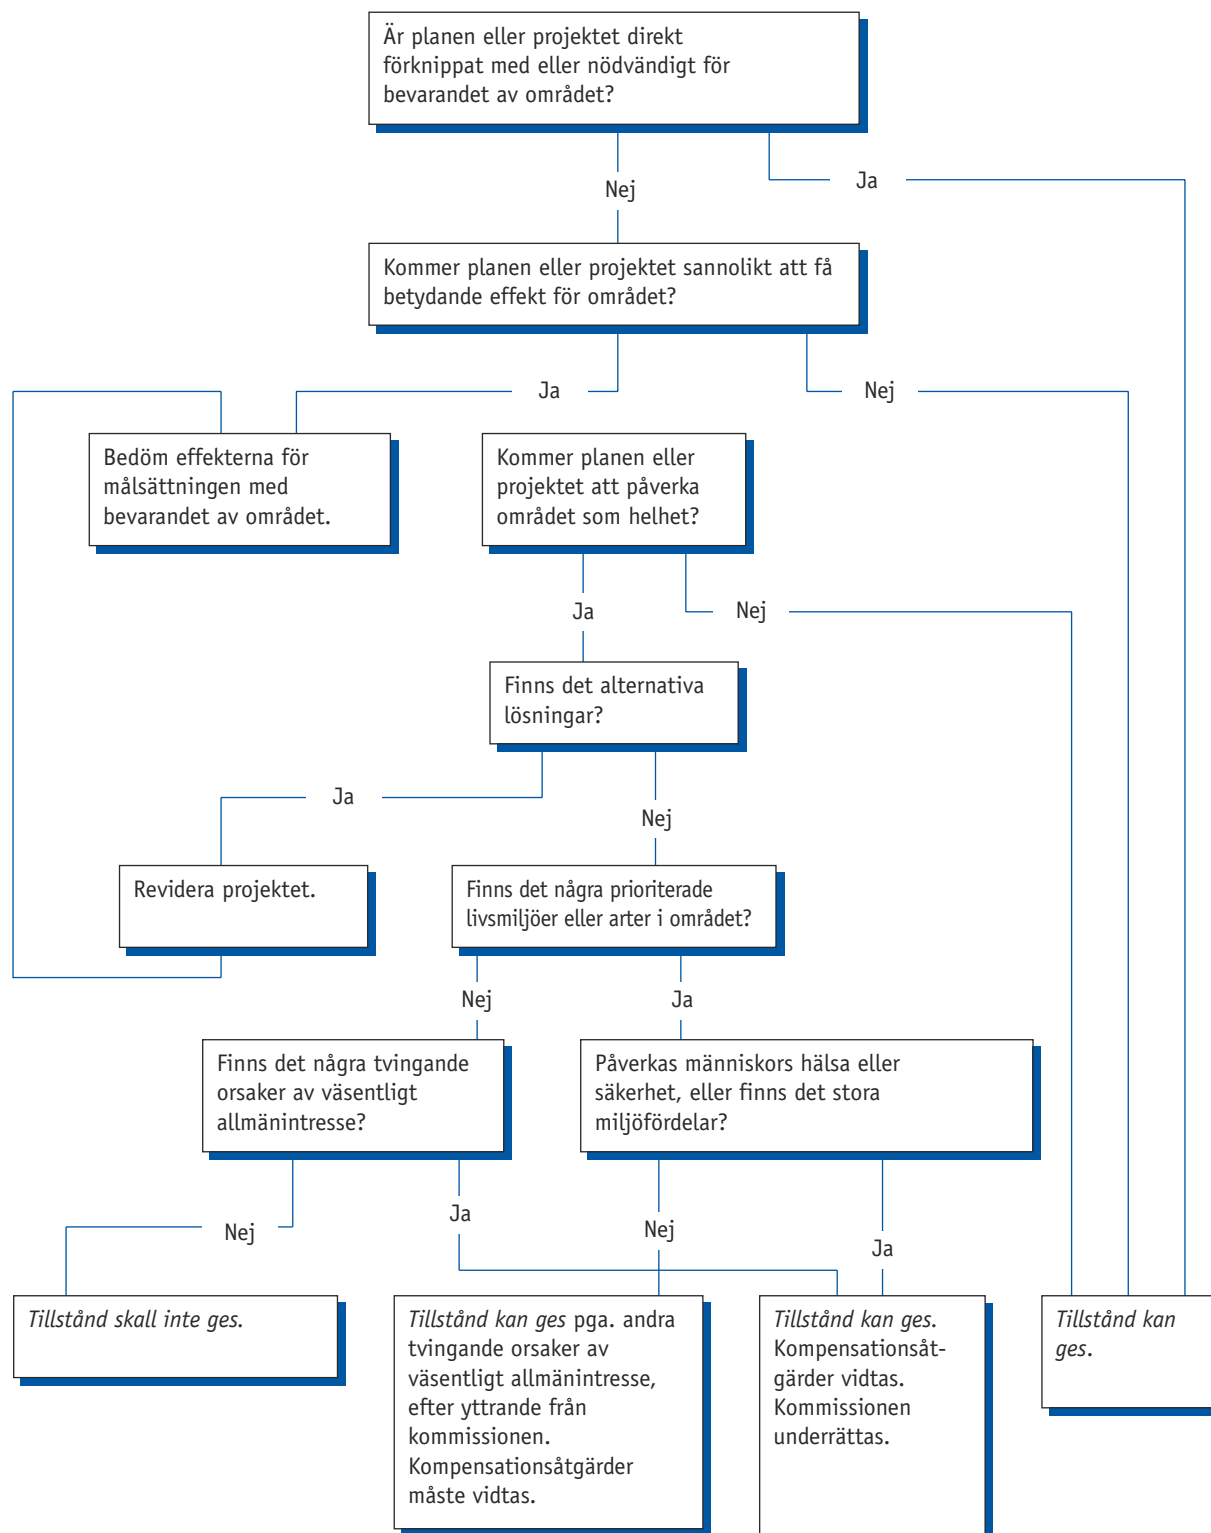 Är planen eller projektet direkt
förknippat med eller nödvändigt för
bevarandet av området?
Nej
Ja
Kommer planen eller projektet sannolikt att få
betydande effekt för området?
Ja
Nej
Bedöm effekterna för
målsättningen med
bevarandet av området.
Kommer planen eller
projektet att påverka
området som helhet?
Ja
Nej
Finns det alternativa
lösningar?
Ja
Nej
Revidera projektet.
Finns det några prioriterade
livsmiljöer eller arter i området?
Nej
Ja
Finns det några tvingande
orsaker av väsentligt
allmänintresse?
Påverkas människors hälsa eller
säkerhet, eller finns det stora
miljöfördelar?
Nej
Ja
Nej
Ja
Tillstånd skall inte ges.
Tillstånd kan ges pga. andra
tvingande orsaker av
väsentligt allmänintresse,
efter yttrande från
kommissionen.
Kompensationsåtgärder
måste vidtas.
Tillstånd kan ges.
Kompensationsåt-
gärder vidtas.
Kommissionen
underrättas.
Tillstånd kan
ges.